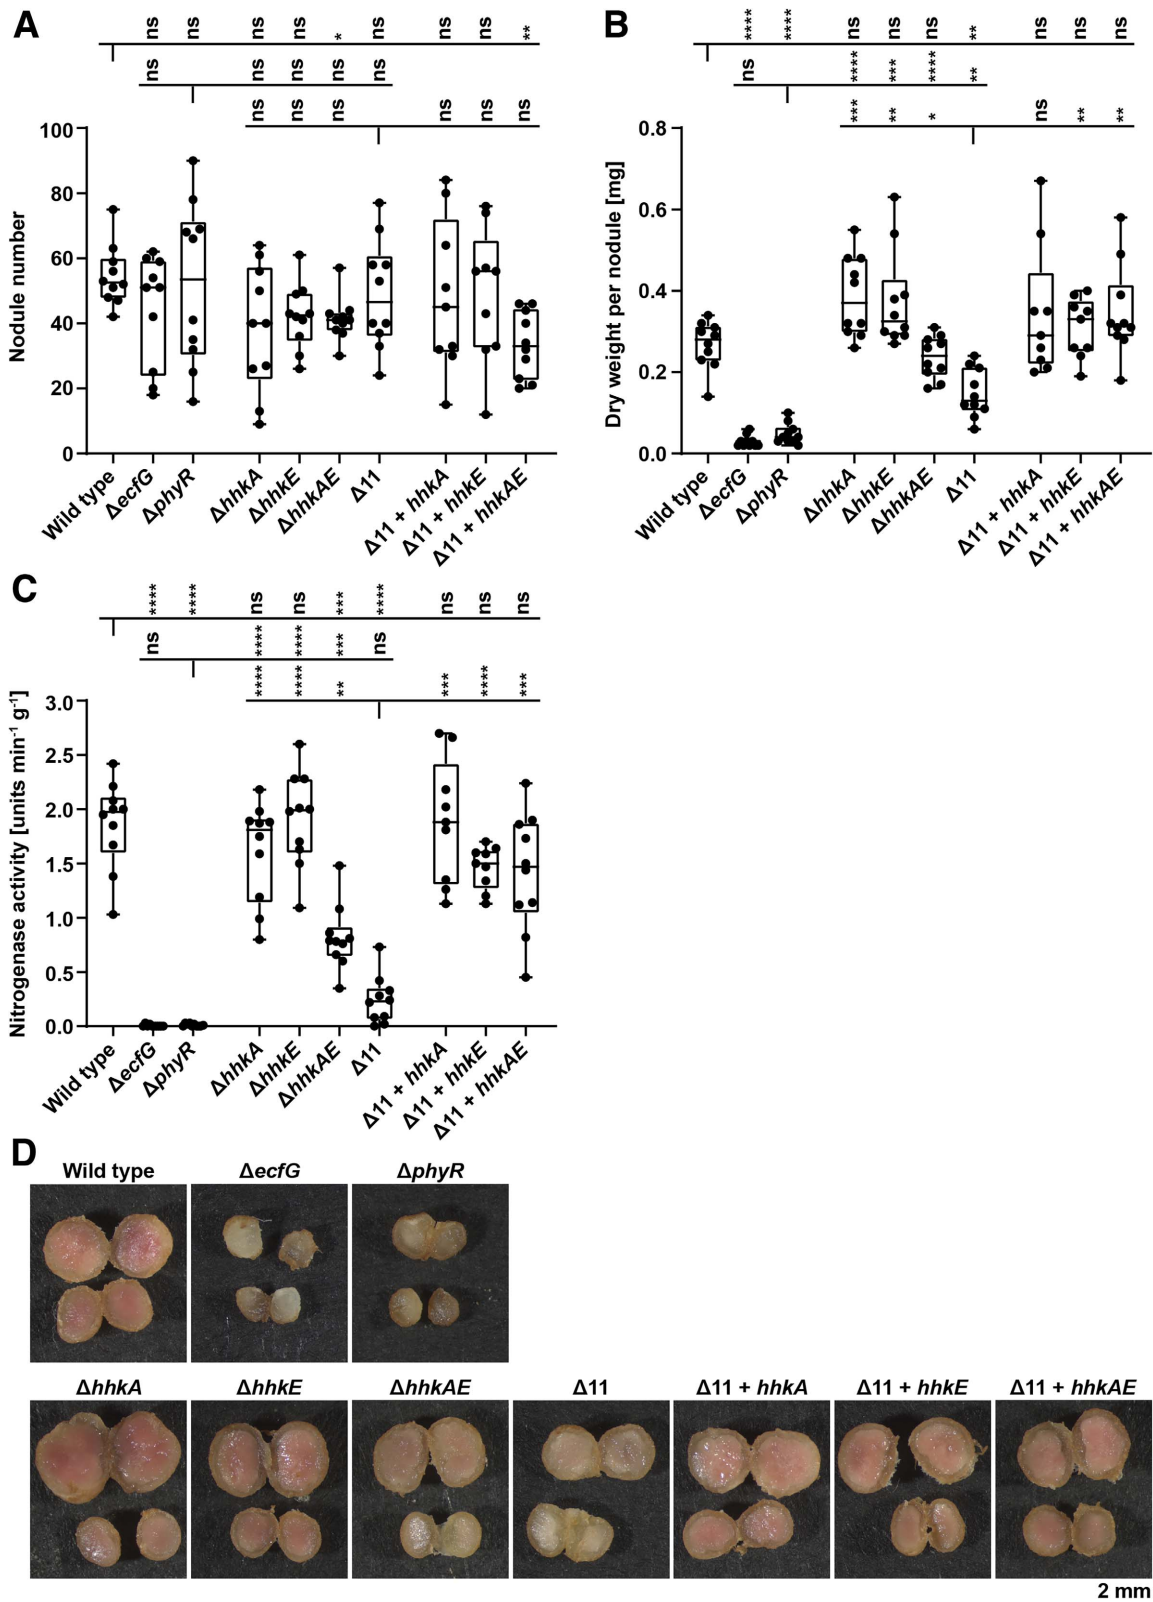 A
ns ns ns ns * ns ns ns **
ns ns ns ns ns
ns ns ns ns ns ns
Nodule number
100
80
60
40
20
0
Wild type ΔecfG ΔphyR ΔhhkA ΔhhkE ΔhhkAE Δ11 Δ11 + hhkA Δ11 + hhkE Δ11 + hhkAE
B
**** **** ns ns ns ** ns ns ns
ns **** *** **** **
*** ** * ns ** **
Dry weight per nodule [mg]
0.8
0.6
0.4
0.2
0.0
Wild type ΔecfG ΔphyR ΔhhkA ΔhhkE ΔhhkAE Δ11 Δ11 + hhkA Δ11 + hhkE Δ11 + hhkAE
C
**** **** ns ns *** **** ns ns ns
ns **** **** *** ns
**** **** ** *** **** ***
Nitrogenase activity [units min⁻¹ g⁻¹]
3.0
2.5
2.0
1.5
1.0
0.5
0.0
Wild type ΔecfG ΔphyR ΔhhkA ΔhhkE ΔhhkAE Δ11 Δ11 + hhkA Δ11 + hhkE Δ11 + hhkAE
D
Wild type ΔecfG ΔphyR
ΔhhkA ΔhhkE ΔhhkAE Δ11 Δ11 + hhkA Δ11 + hhkE Δ11 + hhkAE
2 mm